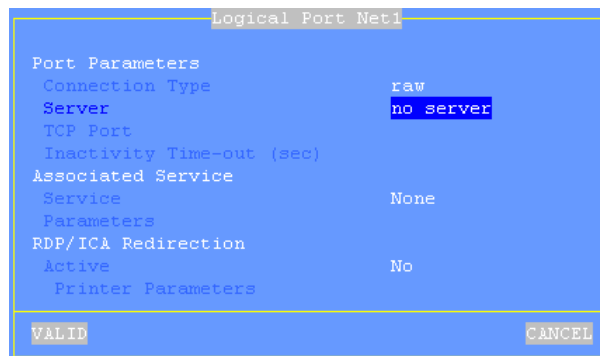 Logical Port Net1
Port Parameters
Connection Type raw
Server no server
TCP Port
Inactivity Time-out (sec)
Associated Service
Service None
Parameters
RDP/ICA Redirection
Active No
Printer Parameters
VALID CANCEL